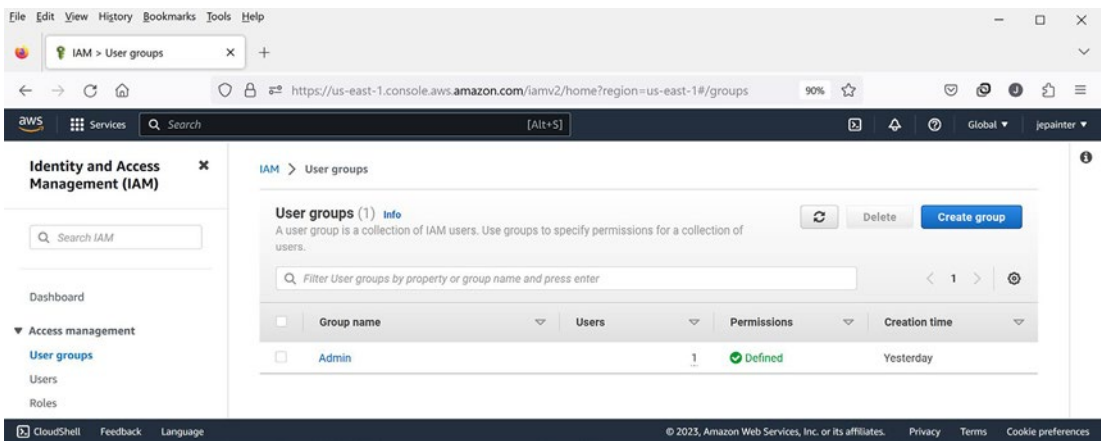 File Edit View History Bookmarks Tools Help
IAM > User groups
https://us-east-1.console.aws.amazon.com/iamv2/home?region=us-east-1#/groups 90%
aws Services Search [Alt+S] Global jepainter
Identity and Access
Management (IAM)
Search IAM
Dashboard
Access management
User groups
Users
Roles
IAM > User groups
User groups (1) Info
Delete
Create group
A user group is a collection of IAM users. Use groups to specify permissions for a collection of
users.
Filter User groups by property or group name and press enter
1
Group name Users Permissions Creation time
Admin 1 Defined Yesterday
CloudShell Feedback Language © 2023, Amazon Web Services, Inc. or its affiliates. Privacy Terms Cookie preferences